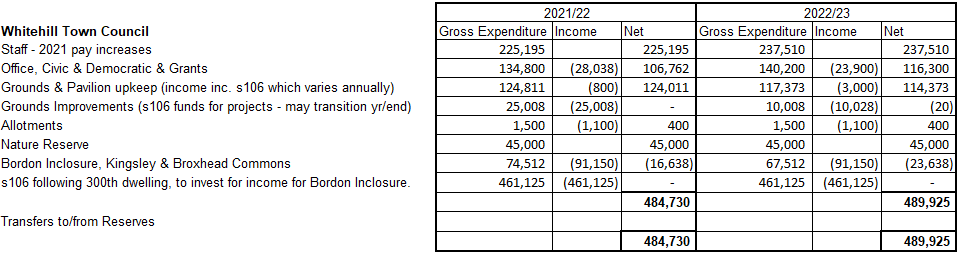 2021/22 2022/23
Whitehill Town Council Gross Expenditure Income Net Gross Expenditure Income Net
Staff - 2021 pay increases 225,195 225,195 237,510 237,510
Office, Civic & Democratic & Grants 134,800 (28,038) 106,762 140,200 (23,900) 116,300
Grounds & Pavilion upkeep (income inc. s106 which varies annually) 124,811 (800) 124,011 117,373 (3,000) 114,373
Grounds Improvements (s106 funds for projects - may transition yr/end) 25,008 (25,008) - 10,008 (10,028) (20)
Allotments 1,500 (1,100) 400 1,500 (1,100) 400
Nature Reserve 45,000 45,000 45,000 45,000
Bordon Inclosure, Kingsley & Broxhead Commons 74,512 (91,150) (16,638) 67,512 (91,150) (23,638)
s106 following 300th dwelling, to invest for income for Bordon Inclosure. 461,125 (461,125) - 461,125 (461,125) -
484,730 489,925
Transfers to/from Reserves
484,730 489,925